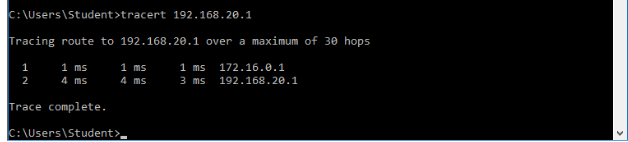 C:\Users\Student>tracert 192.168.20.1
Tracing route to 192.168.20.1 over a maximum of 30 hops
1 1 ms 1 ms 1 ms 172.16.0.1
2 4 ms 4 ms 3 ms 192.168.20.1
Trace complete.
C:\Users\Student>_